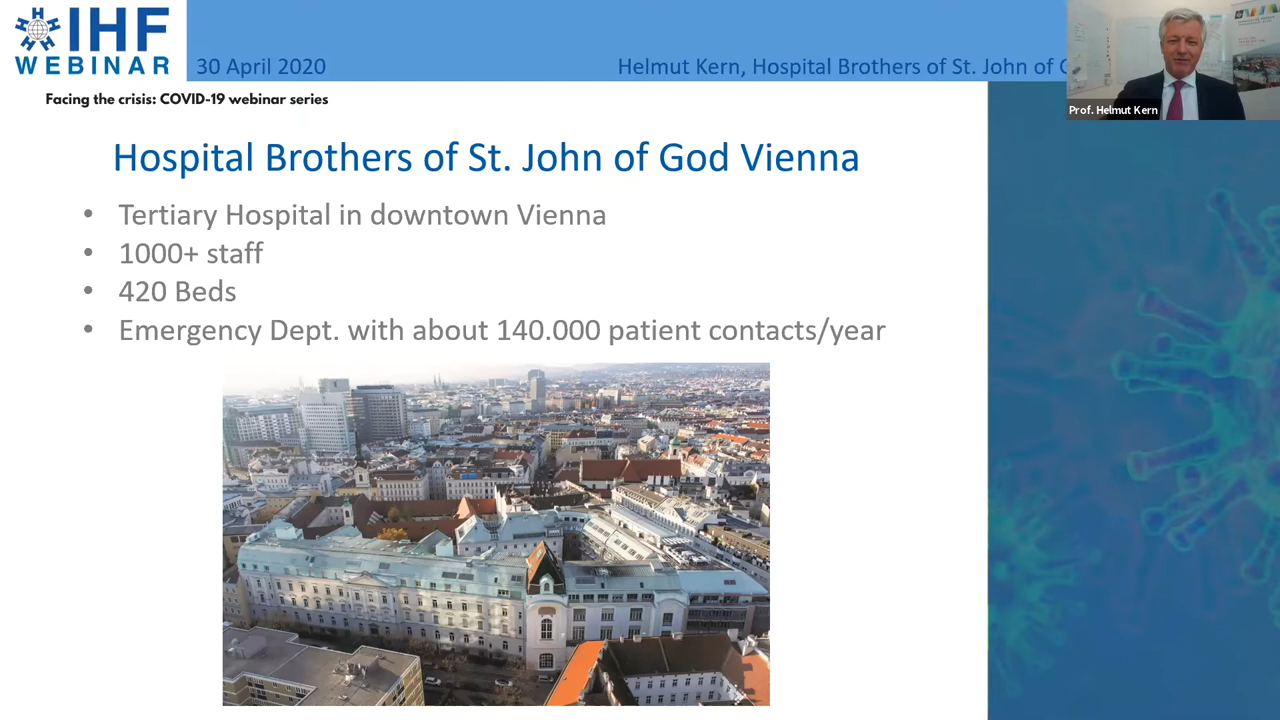 IHF
WEBINAR
30 April 2020
Helmut Kern, Hospital Brothers of St. John of
Prof. Helmut Kern
Facing the crisis: COVID-19 webinar series
Hospital Brothers of St. John of God Vienna
• Tertiary Hospital in downtown Vienna
• 1000+ staff
• 420 Beds
• Emergency Dept. with about 140.000 patient contacts/year